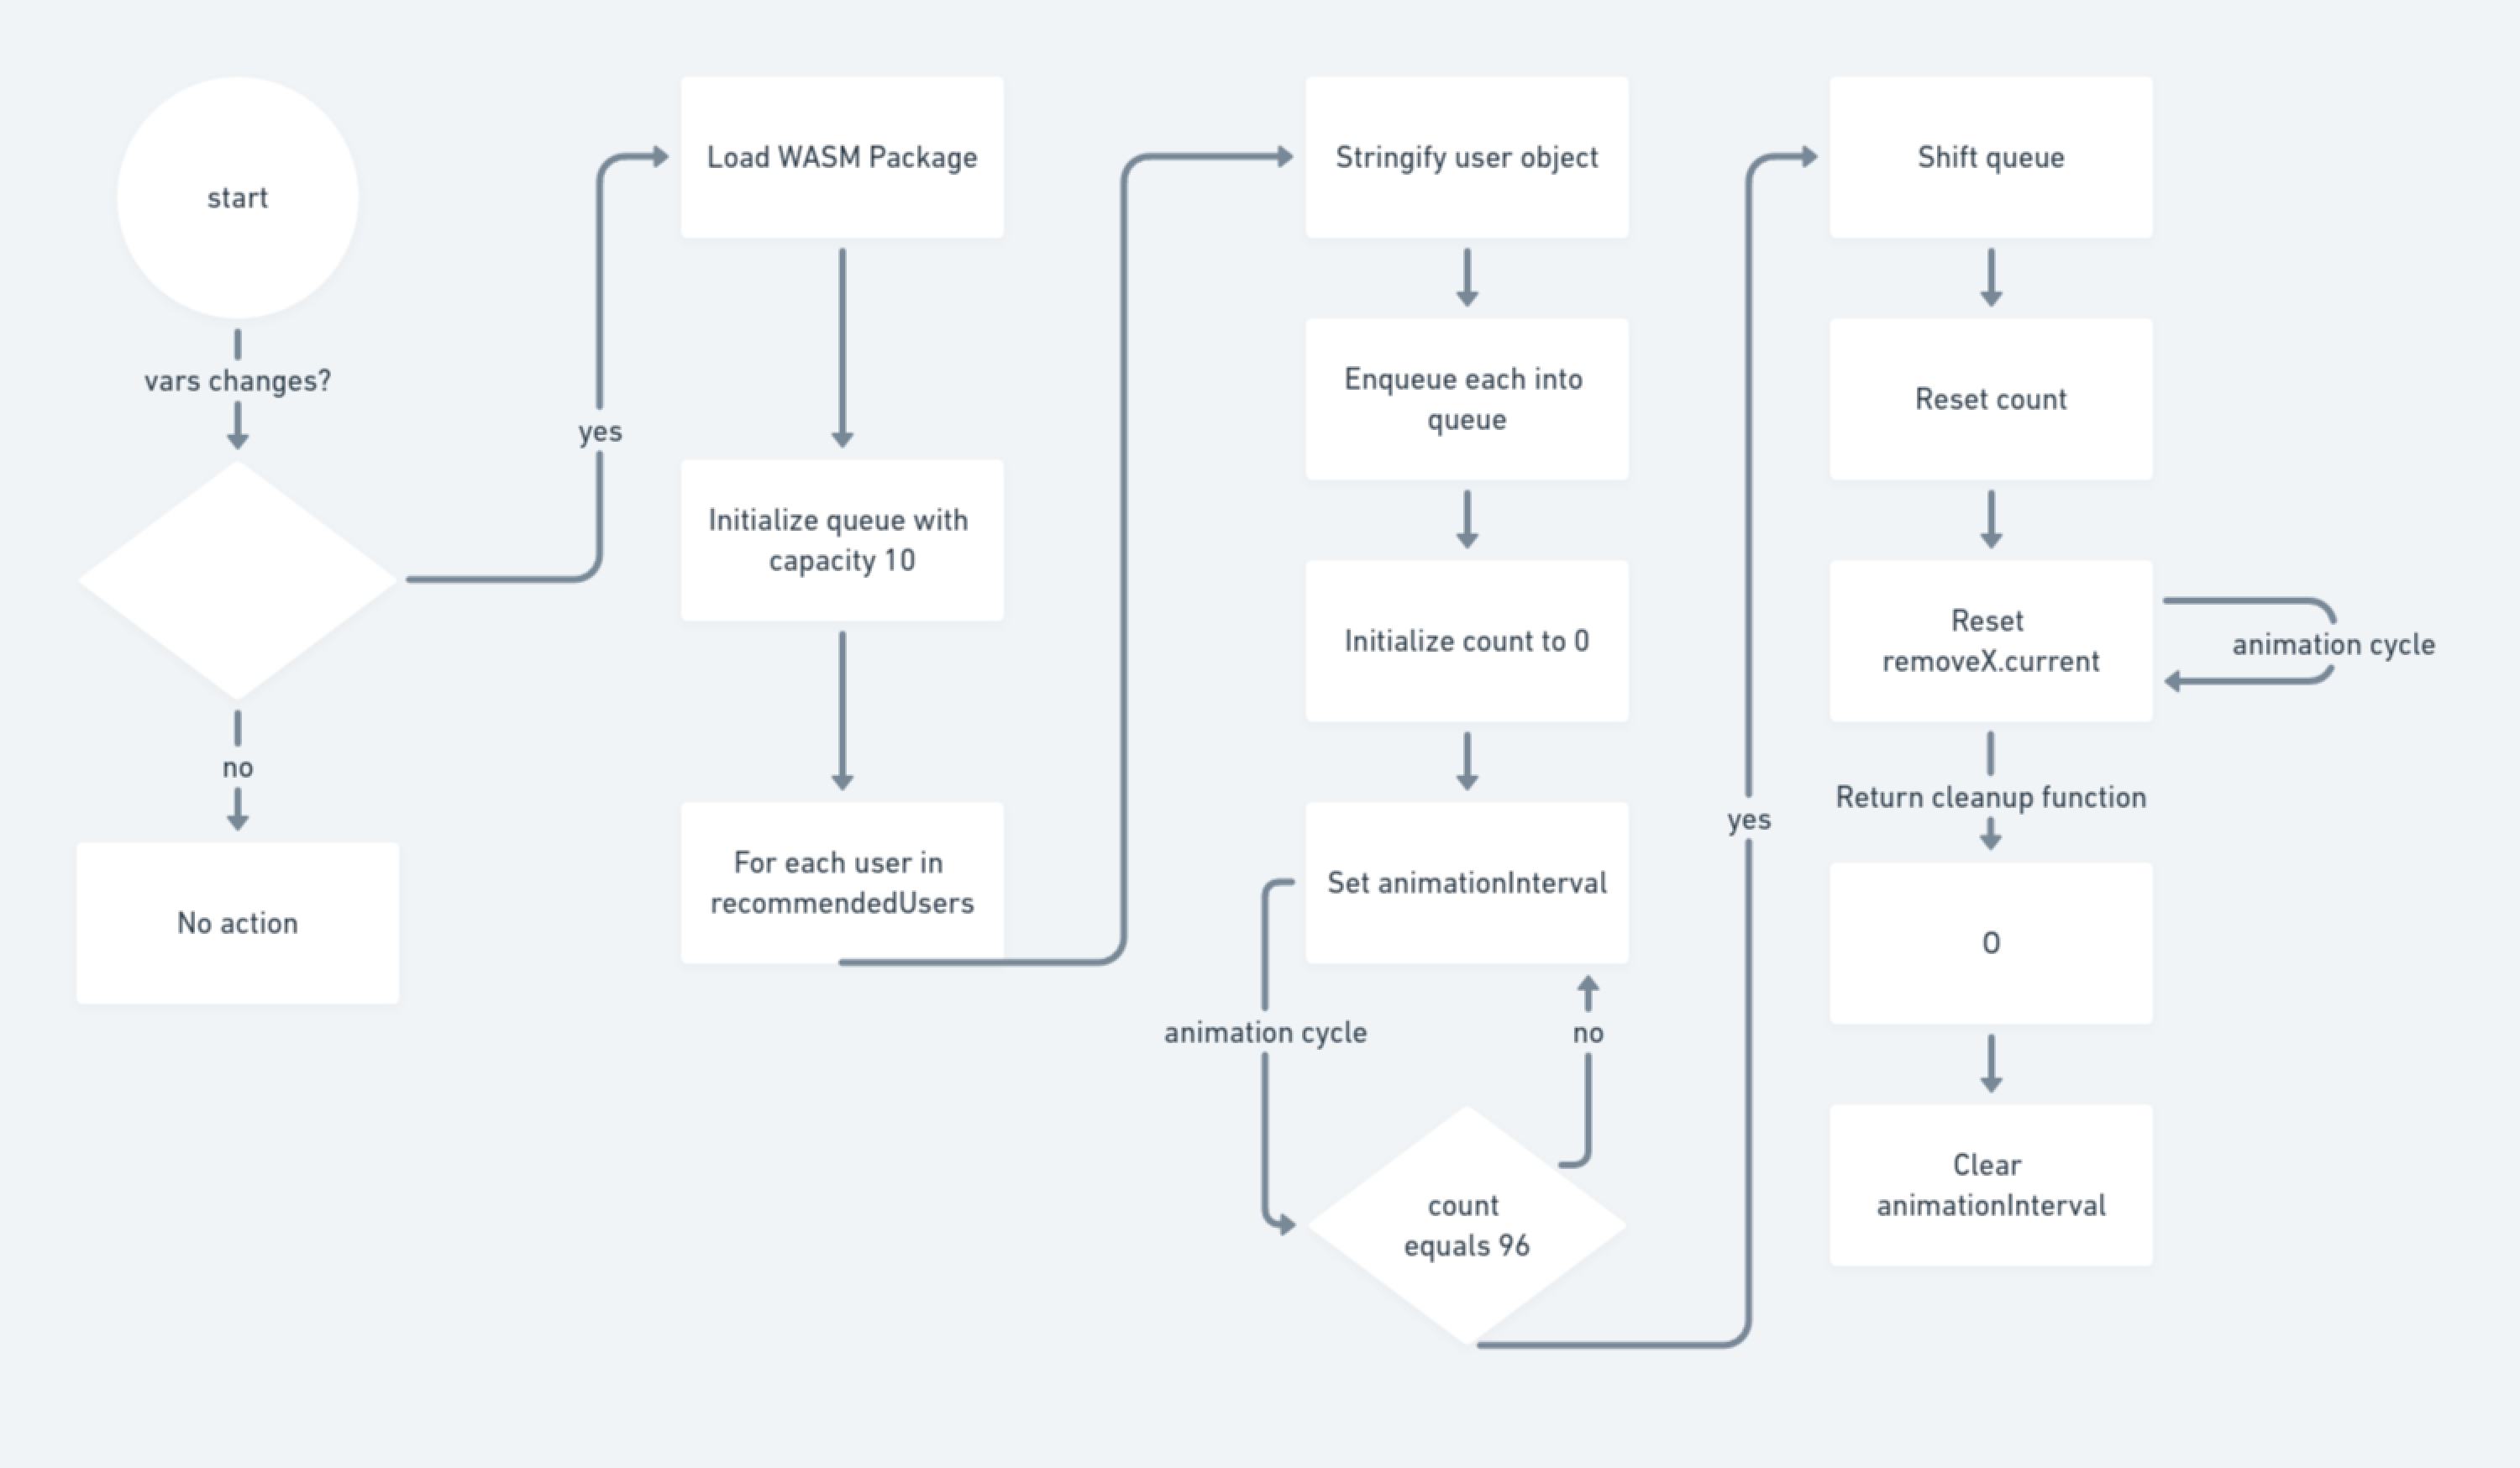 start
vars changes?
no
No action
yes
Load WASM Package
Initialize queue with
capacity 10
For each user in
recommendedUsers
Stringify user object
Enqueue each into
queue
Initialize count to 0
Set animationInterval
animation cycle
no
count
equals 96
yes
Shift queue
Reset count
Reset
removeX.current
animation cycle
Return cleanup function
O
Clear
animationInterval